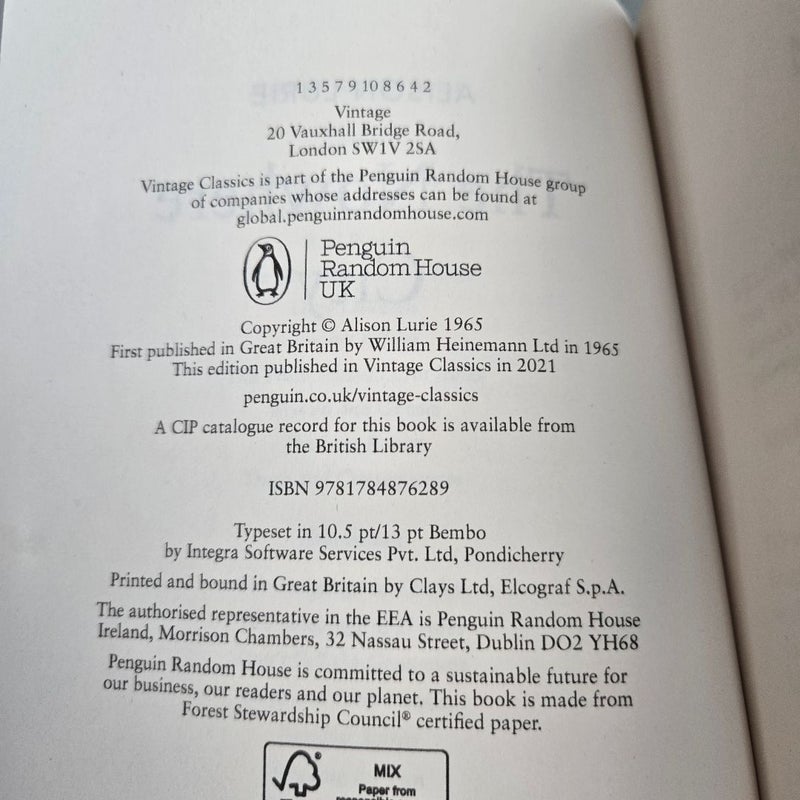 1 3 5 7 9 10 8 6 4 2
Vintage
20 Vauxhall Bridge Road,
London SW1V 2SA
Vintage Classics is part of the Penguin Random House group
of companies whose addresses can be found at
global.penguinrandomhouse.com
Penguin
Random House
UK
Copyright © Alison Lurie 1965
First published in Great Britain by William Heinemann Ltd in 1965
This edition published in Vintage Classics in 2021
penguin.co.uk/vintage-classics
A CIP catalogue record for this book is available from
the British Library
ISBN 9781784876289
Typeset in 10.5 pt/13 pt Bembo
by Integra Software Services Pvt. Ltd, Pondicherry
Printed and bound in Great Britain by Clays Ltd, Elcograf S.p.A.
The authorised representative in the EEA is Penguin Random House
Ireland, Morrison Chambers, 32 Nassau Street, Dublin DO2 YH68
Penguin Random House is committed to a sustainable future for
our business, our readers and our planet. This book is made from
Forest Stewardship Council® certified paper.
MIX
Paper from